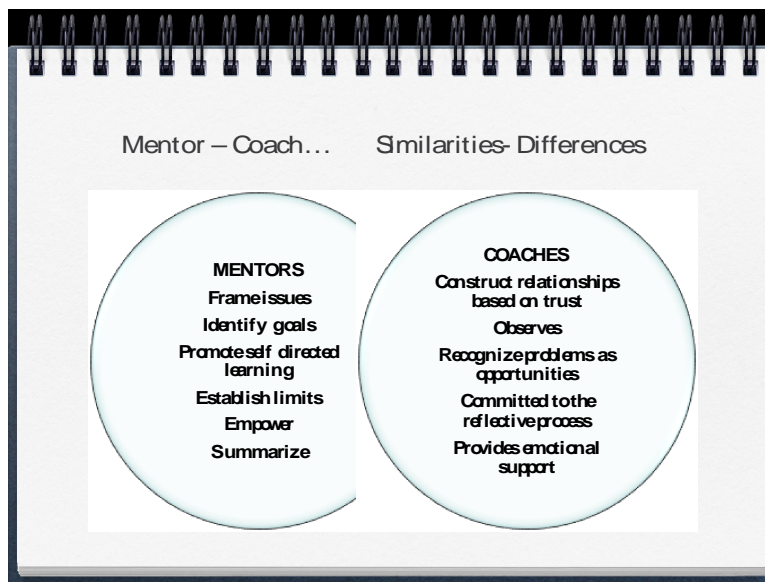 Mentor – Coach… Similarities- Differences
MENTORS
Frame issues
Identify goals
Promote self directed
learning
Establish limits
Empower
Summarize
COACHES
Construct relationships
based on trust
Observes
Recognize problems as
opportunities
Committed to the
reflective process
Provides emotional
support